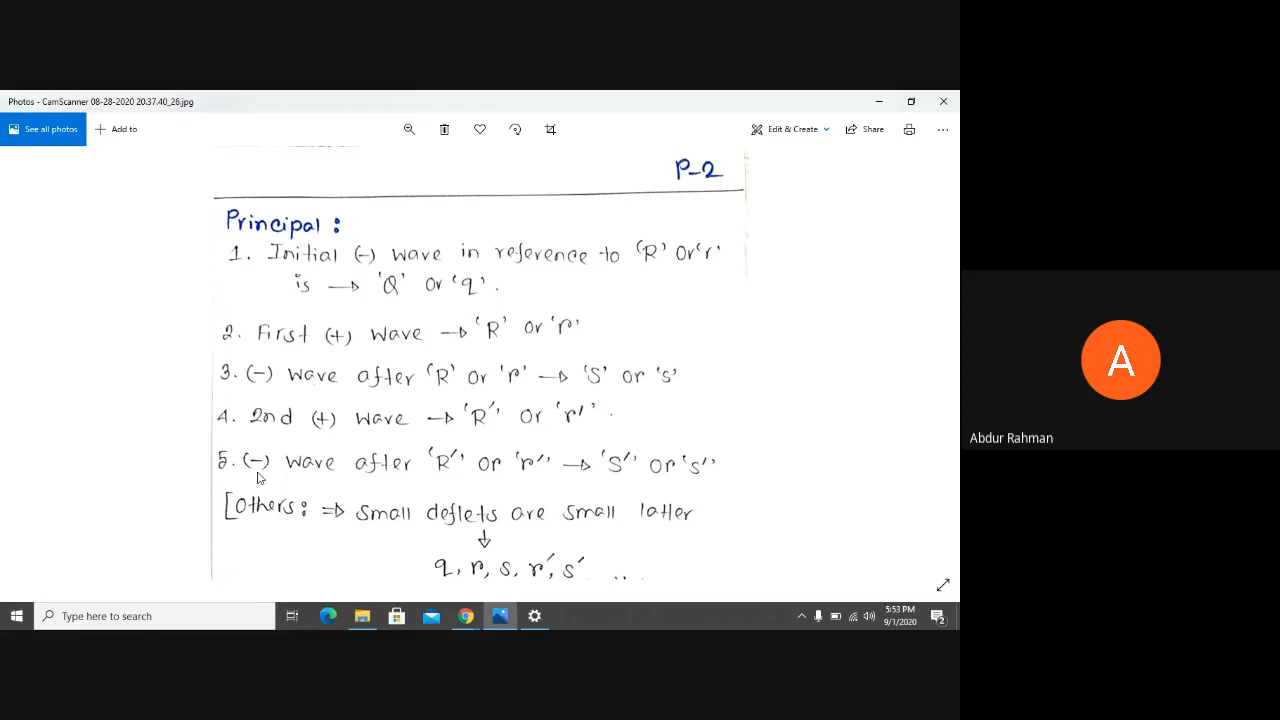 Photos - CamScanner 08-28-2020 20.37.40_26.jpg
See all photos
Add to
Edit & Create
Share
P-2
Principal:
1. Initial (-) wave in reference to 'R' or 'r'
is → 'Q' or 'q'.
2. First (+) wave → 'R' or 'r'
3. (-) wave after 'R' or 'r' → 'S' or 's'
4. 2nd (+) wave → 'R′' or 'r′'.
5. (-) wave after 'R′' or 'r′' → 'S′' or 's′'
[Others: ⇒ small deflets are small latter
↓
q, r, s, r′, s′ ....
A
Abdur Rahman
Type here to search
5:53 PM
9/1/2020
2